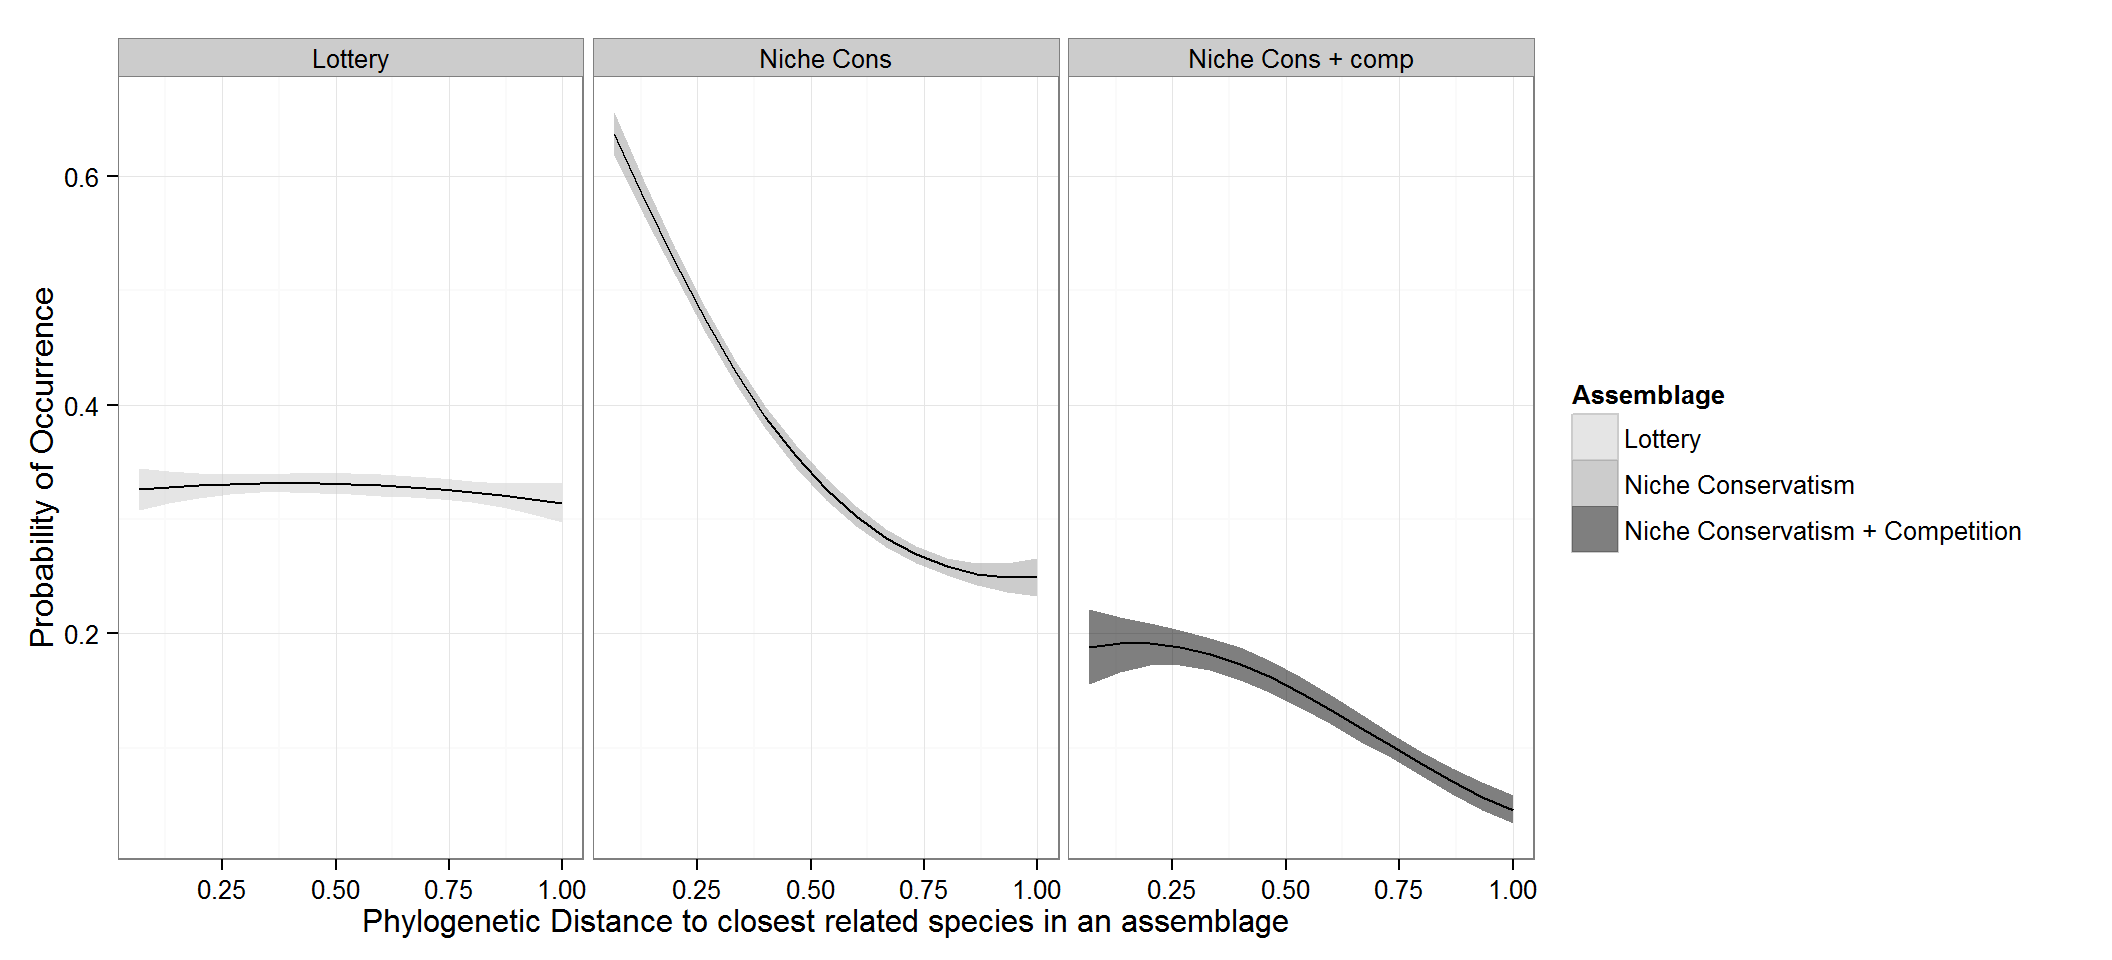 Lottery
Niche Cons
Niche Cons + comp
Probability of Occurrence
0.6
0.4
0.2
0.25 0.50 0.75 1.00
0.25 0.50 0.75 1.00
0.25 0.50 0.75 1.00
Phylogenetic Distance to closest related species in an assemblage
Assemblage
Lottery
Niche Conservatism
Niche Conservatism + Competition